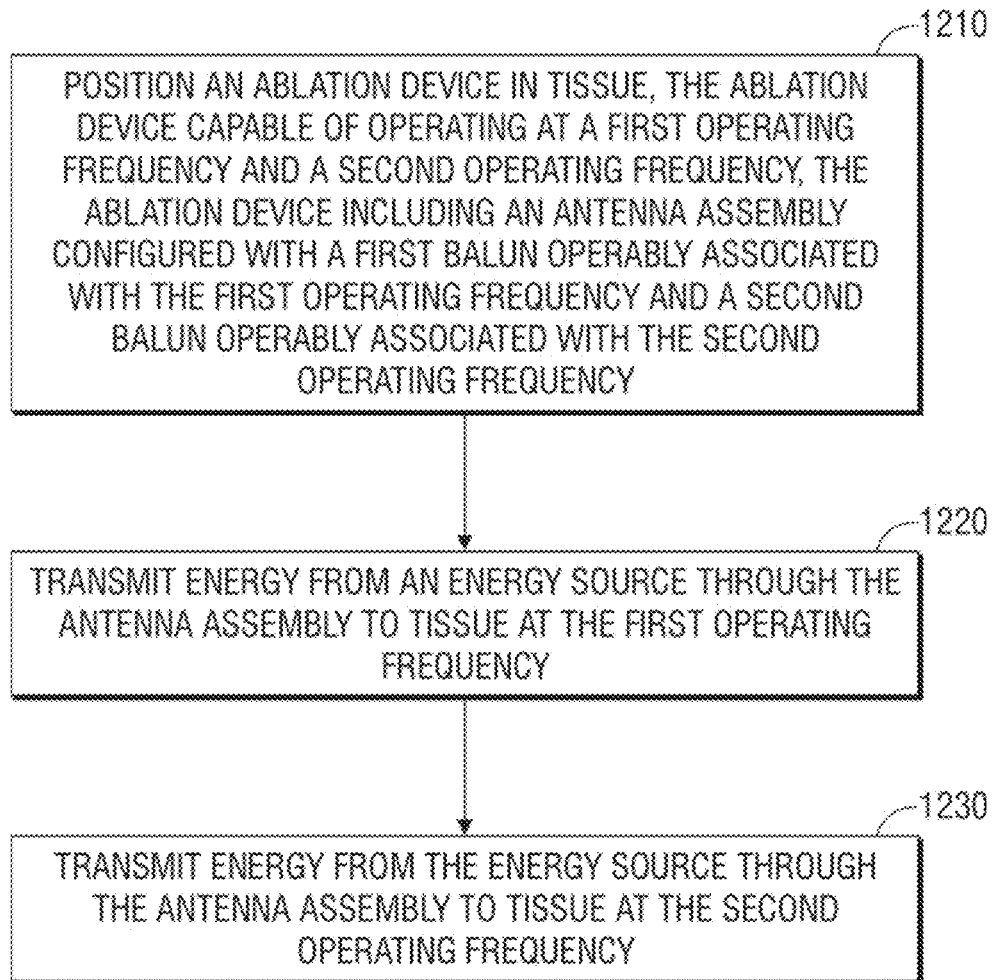 1210
POSITION AN ABLATION DEVICE IN TISSUE, THE ABLATION
DEVICE CAPABLE OF OPERATING AT A FIRST OPERATING
FREQUENCY AND A SECOND OPERATING FREQUENCY, THE
ABLATION DEVICE INCLUDING AN ANTENNA ASSEMBLY
CONFIGURED WITH A FIRST BALUN OPERABLY ASSOCIATED
WITH THE FIRST OPERATING FREQUENCY AND A SECOND
BALUN OPERABLY ASSOCIATED WITH THE SECOND
OPERATING FREQUENCY
1220
TRANSMIT ENERGY FROM AN ENERGY SOURCE THROUGH THE
ANTENNA ASSEMBLY TO TISSUE AT THE FIRST OPERATING
FREQUENCY
1230
TRANSMIT ENERGY FROM THE ENERGY SOURCE THROUGH
THE ANTENNA ASSEMBLY TO TISSUE AT THE SECOND
OPERATING FREQUENCY